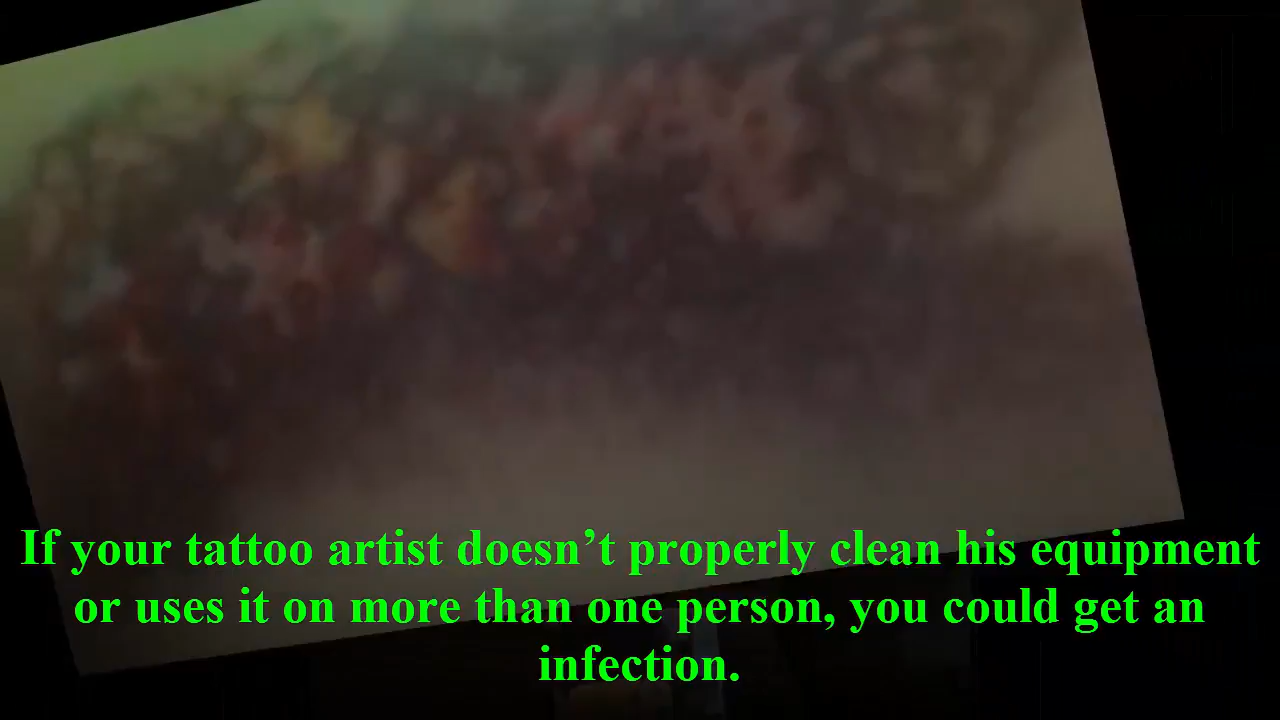 If your tattoo artist doesn’t properly clean his equipment
or uses it on more than one person, you could get an
infection.